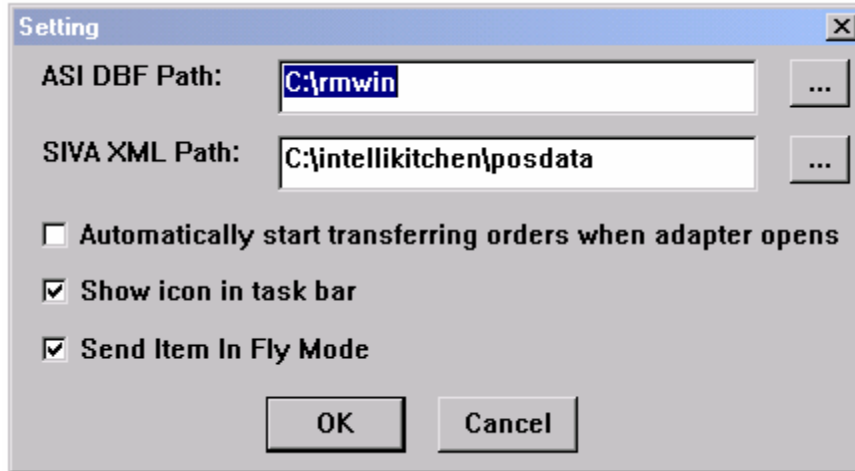 Setting
ASI DBF Path: C:\rmwin ...
SIVA XML Path: C:\intellikitchen\posdata ...
Automatically start transferring orders when adapter opens
Show icon in task bar
Send Item In Fly Mode
OK Cancel